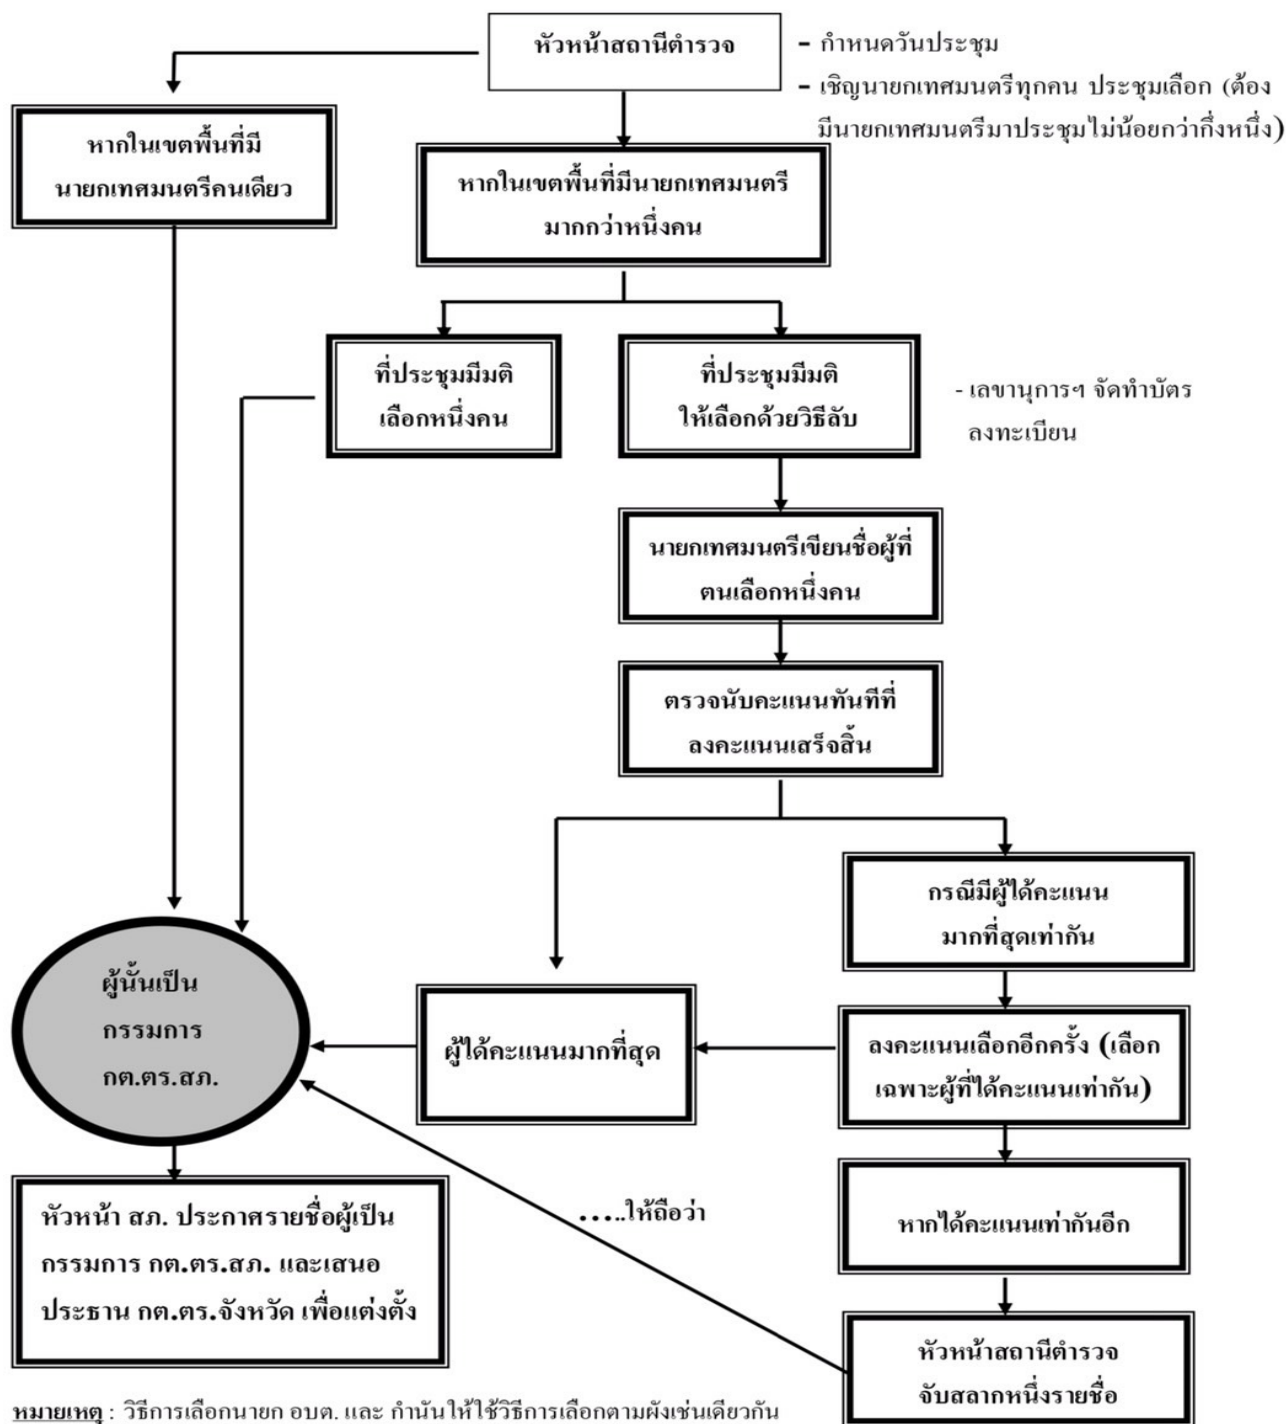 หัวหน้าสถานีตำรวจ
- กำหนดวันประชุม
- เชิญนายกเทศมนตรีทุกคน ประชุมเลือก (ต้อง
มีนายกเทศมนตรีมาประชุมไม่น้อยกว่ากึ่งหนึ่ง)
หากในเขตพื้นที่มี
นายกเทศมนตรีคนเดียว
หากในเขตพื้นที่มีนายกเทศมนตรี
มากกว่าหนึ่งคน
ที่ประชุมมีมติ
เลือกหนึ่งคน
ที่ประชุมมีมติ
ให้เลือกด้วยวิธีลับ
- เลขานุการฯ จัดทำบัตร
ลงทะเบียน
นายกเทศมนตรีเขียนชื่อผู้ที่
ตนเลือกหนึ่งคน
ตรวจนับคะแนนทันทีที่
ลงคะแนนเสร็จสิ้น
กรณีมีผู้ได้คะแนน
มากที่สุดเท่ากัน
ผู้นั้นเป็น
กรรมการ
กต.ตร.สภ.
ผู้ได้คะแนนมากที่สุด
ลงคะแนนเลือกอีกครั้ง (เลือก
เฉพาะผู้ที่ได้คะแนนเท่ากัน)
หัวหน้า สภ. ประกาศรายชื่อผู้เป็น
กรรมการ กต.ตร.สภ. และเสนอ
ประธาน กต.ตร.จังหวัด เพื่อแต่งตั้ง
.....ให้ถือว่า
หากได้คะแนนเท่ากันอีก
หัวหน้าสถานีตำรวจ
จับสลากหนึ่งรายชื่อ
หมายเหตุ : วิธีการเลือกนายก อบต. และ กำนัน ให้ใช้วิธีการเลือกตามผังเช่นเดียวกัน